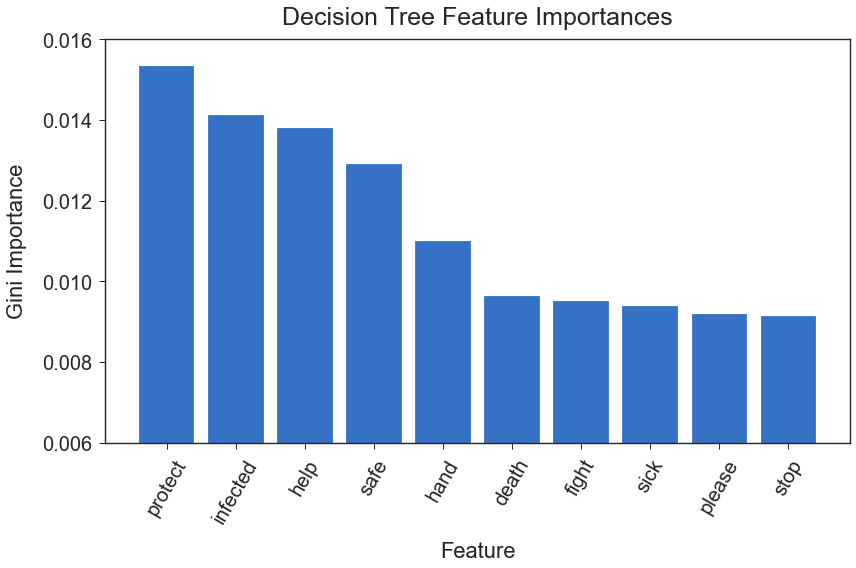 Decision Tree Feature Importances
Gini Importance
0.016
0.014
0.012
0.010
0.008
0.006
protect
infected
help
safe
hand
death
fight
sick
please
stop
Feature